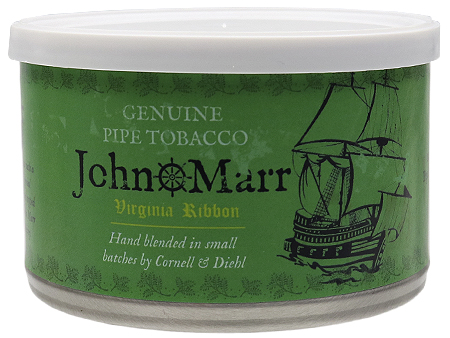 GENUINE
PIPE TOBACCO
John Marr
Virginia Ribbon
Hand blended in small
batches by Cornell & Diehl